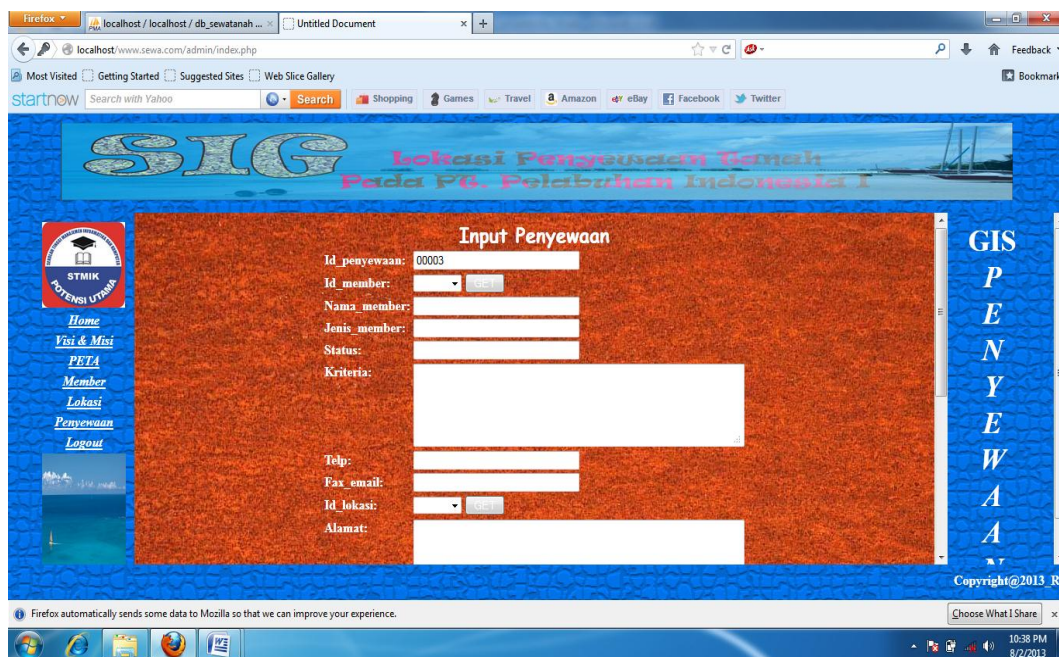 Firefox
localhost / localhost / db_sewatanah ...
Untitled Document
localhost/www.sewa.com/admin/index.php
Feedback
Most Visited
Getting Started
Suggested Sites
Web Slice Gallery
Bookmark
startnow
Search with Yahoo
Search
Shopping
Games
Travel
Amazon
eBay
Facebook
Twitter
SIG
Lokasi Penyewaan Tanah
Pada PT. Pelabuhan Indonesia I
STMIK
POTENSI UTAMA
Home
Visi & Misi
PETA
Member
Lokasi
Penyewaan
Logout
Input Penyewaan
Id_penyewaan: 00003
Id_member: GET
Nama_member:
Jenis_member:
Status:
Kriteria:
Telp:
Fax_email:
Id_lokasi: GET
Alamat:
GIS
P
E
N
Y
E
W
A
A
N
Copyright@2013_R
Firefox automatically sends some data to Mozilla so that we can improve your experience.
Choose What I Share
10:38 PM
8/2/2013